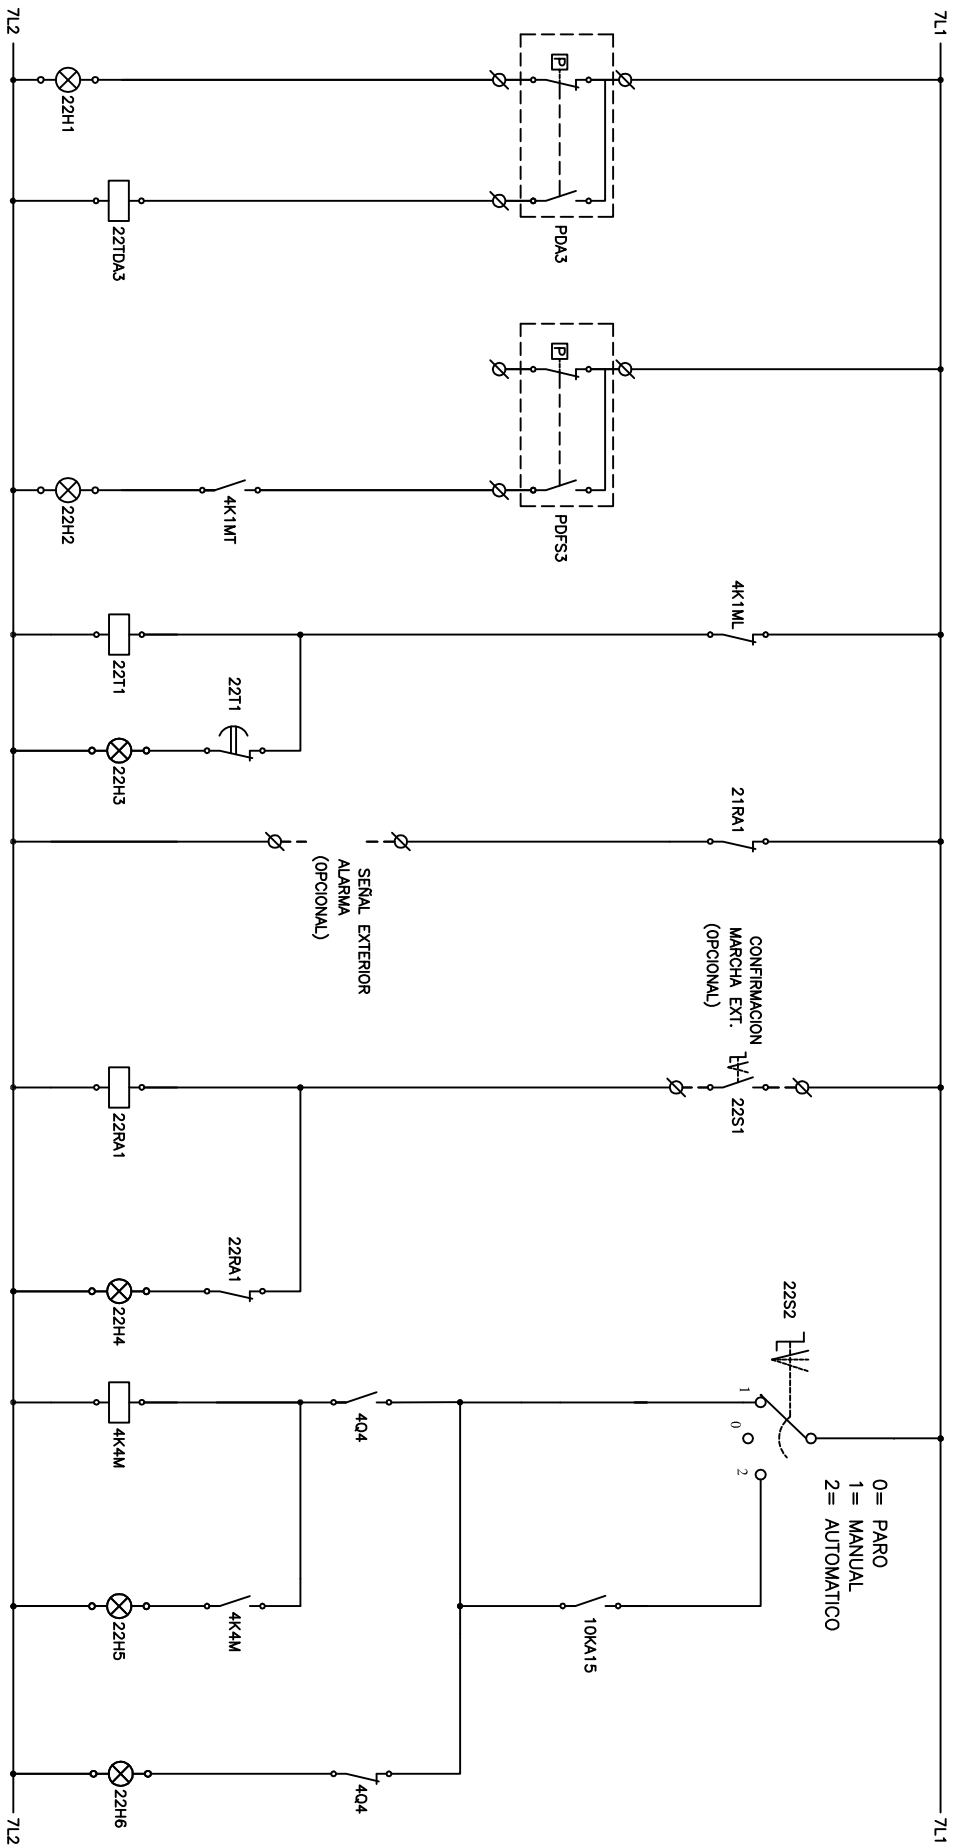 7L1
7L1
PDA3
P
PDFS3
P
4K1ML
21RA1
CONFIRMACION
MARCHA EXT.
(OPCIONAL)
22S1
22S2
1
0
2
0= PARO
1= MANUAL
2= AUTOMATICO
10KA15
4K1MT
22T1
SEÑAL EXTERIOR
ALARMA
(OPCIONAL)
22RA1
4Q4
4K4M
4Q4
22H1
22TDA3
22H2
22T1
22H3
22RA1
22H4
4K4M
22H5
22H6
7L2
7L2